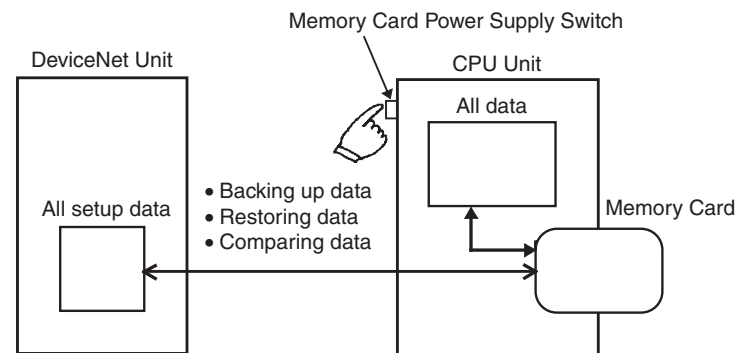 Memory Card Power Supply Switch
DeviceNet Unit
CPU Unit
All data
• Backing up data
• Restoring data
• Comparing data
All setup data
Memory Card